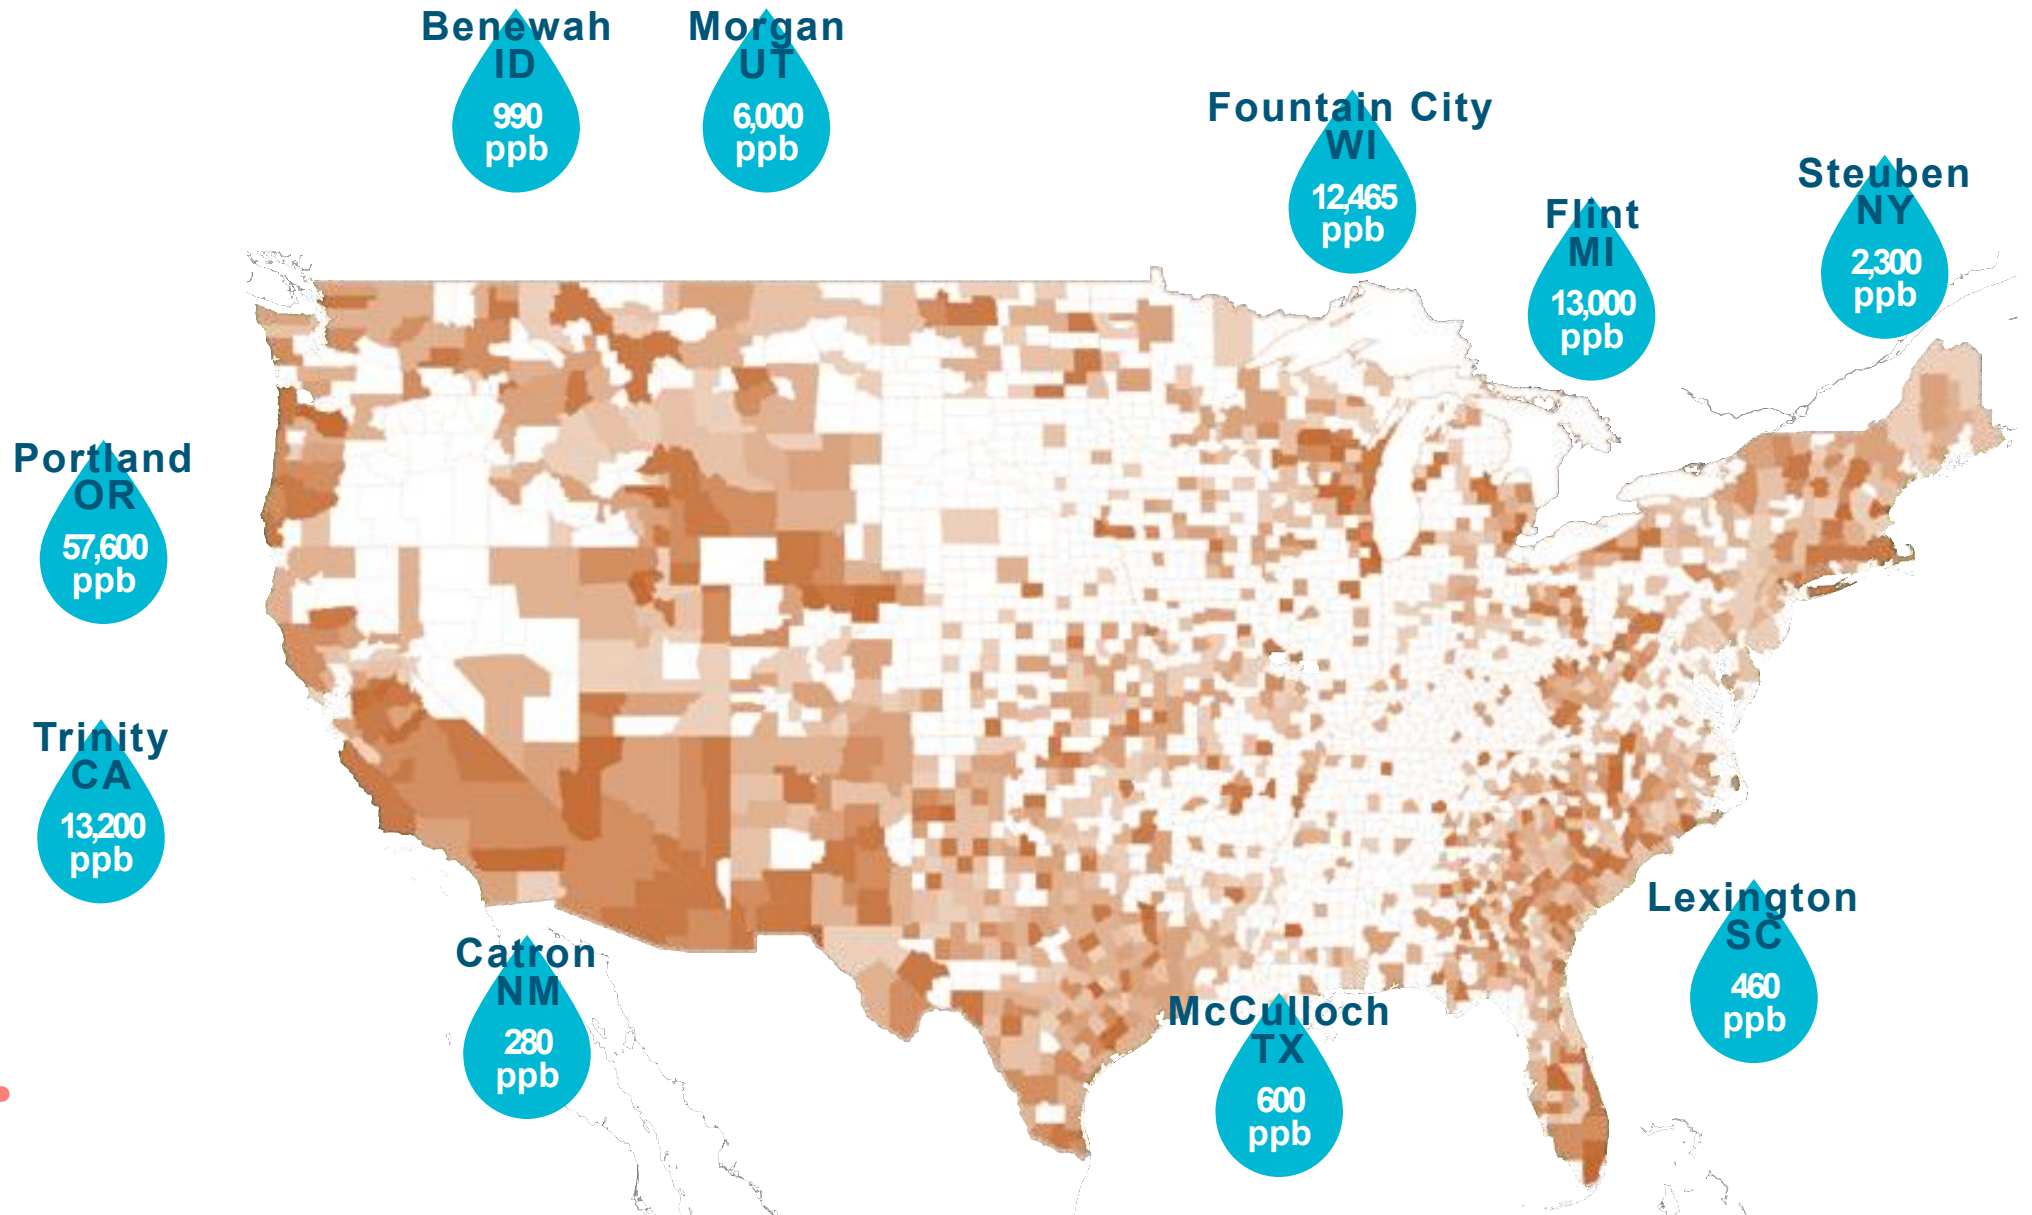 Benewah
ID
990
ppb
Morgan
UT
6,000
ppb
Fountain City
WI
12,465
ppb
Flint
MI
13,000
ppb
Steuben
NY
2,300
ppb
Portland
OR
57,600
ppb
Trinity
CA
13,200
ppb
Catron
NM
280
ppb
McCulloch
TX
600
ppb
Lexington
SC
460
ppb